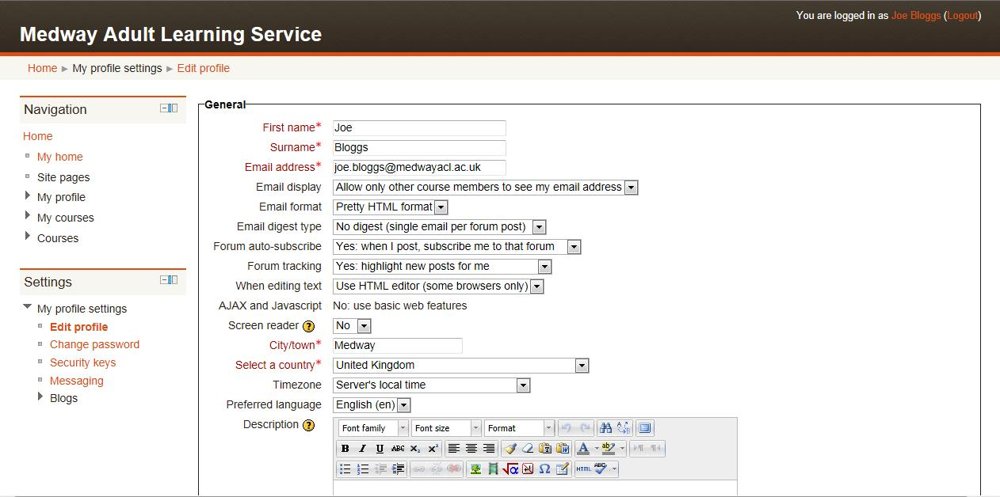 You are logged in as Joe Bloggs (Logout)
Medway Adult Learning Service
Home ► My profile settings ► Edit profile
Navigation
Home
My home
Site pages
My profile
My courses
Courses
Settings
My profile settings
Edit profile
Change password
Security keys
Messaging
Blogs
General
First name* Joe
Surname* Bloggs
Email address* joe.bloggs@medwayacl.ac.uk
Email display Allow only other course members to see my email address
Email format Pretty HTML format
Email digest type No digest (single email per forum post)
Forum auto-subscribe Yes: when I post, subscribe me to that forum
Forum tracking Yes: highlight new posts for me
When editing text Use HTML editor (some browsers only)
AJAX and Javascript No: use basic web features
Screen reader ? No
City/town* Medway
Select a country* United Kingdom
Timezone Server's local time
Preferred language English (en)
Description ? Font family Font size Format
B I U ABC X₂ X² A ab
Ω HTML ABC